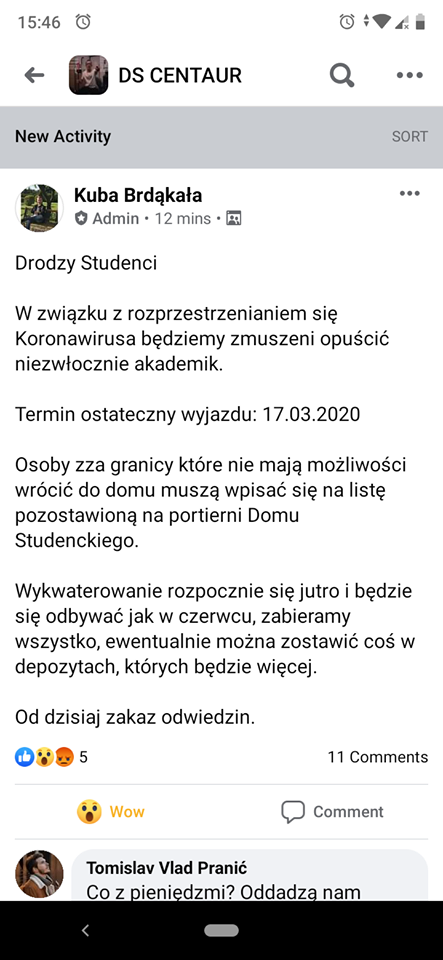 15:46
DS CENTAUR
New Activity
SORT
Kuba Brdąkała
Admin • 12 mins •
Drodzy Studenci
W związku z rozprzestrzenianiem się
Koronawirusa będziemy zmuszeni opuścić
niezwłocznie akademik.
Termin ostateczny wyjazdu: 17.03.2020
Osoby zza granicy które nie mają możliwości
wrócić do domu muszą wpisać się na listę
pozostawioną na portierni Domu
Studenckiego.
Wykwaterowanie rozpocznie się jutro i będzie
się odbywać jak w czerwcu, zabieramy
wszystko, ewentualnie można zostawić coś w
depozytach, których będzie więcej.
Od dzisiaj zakaz odwiedzin.
5
11 Comments
Wow
Comment
Tomislav Vlad Pranić
Co z pieniędzmi? Oddadzą nam